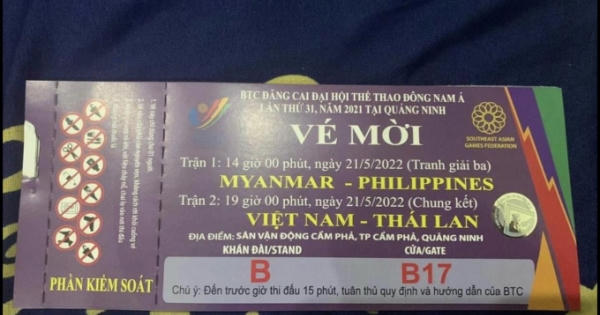 BTC ĐĂNG CAI ĐẠI HỘI THỂ THAO ĐÔNG NAM Á
LẦN THỨ 31, NĂM 2021 TẠI QUẢNG NINH
VÉ MỜI
SOUTHEAST ASIAN
GAMES FEDERATION
Trận 1: 14 giờ 00 phút, ngày 21/5/2022 (Tranh giải ba)
MYANMAR - PHILIPPINES
Trận 2: 19 giờ 00 phút, ngày 21/5/2022 (Chung kết)
VIỆT NAM - THÁI LAN
ĐỊA ĐIỂM: SÂN VẬN ĐỘNG CẨM PHẢ, TP CẨM PHẢ, QUẢNG NINH
KHÁN ĐÀI/STAND
CỬA/GATE
B
B17
Chú ý: Đến trước giờ thi đấu 15 phút, tuân thủ quy định và hướng dẫn của BTC
PHẦN KIỂM SOÁT